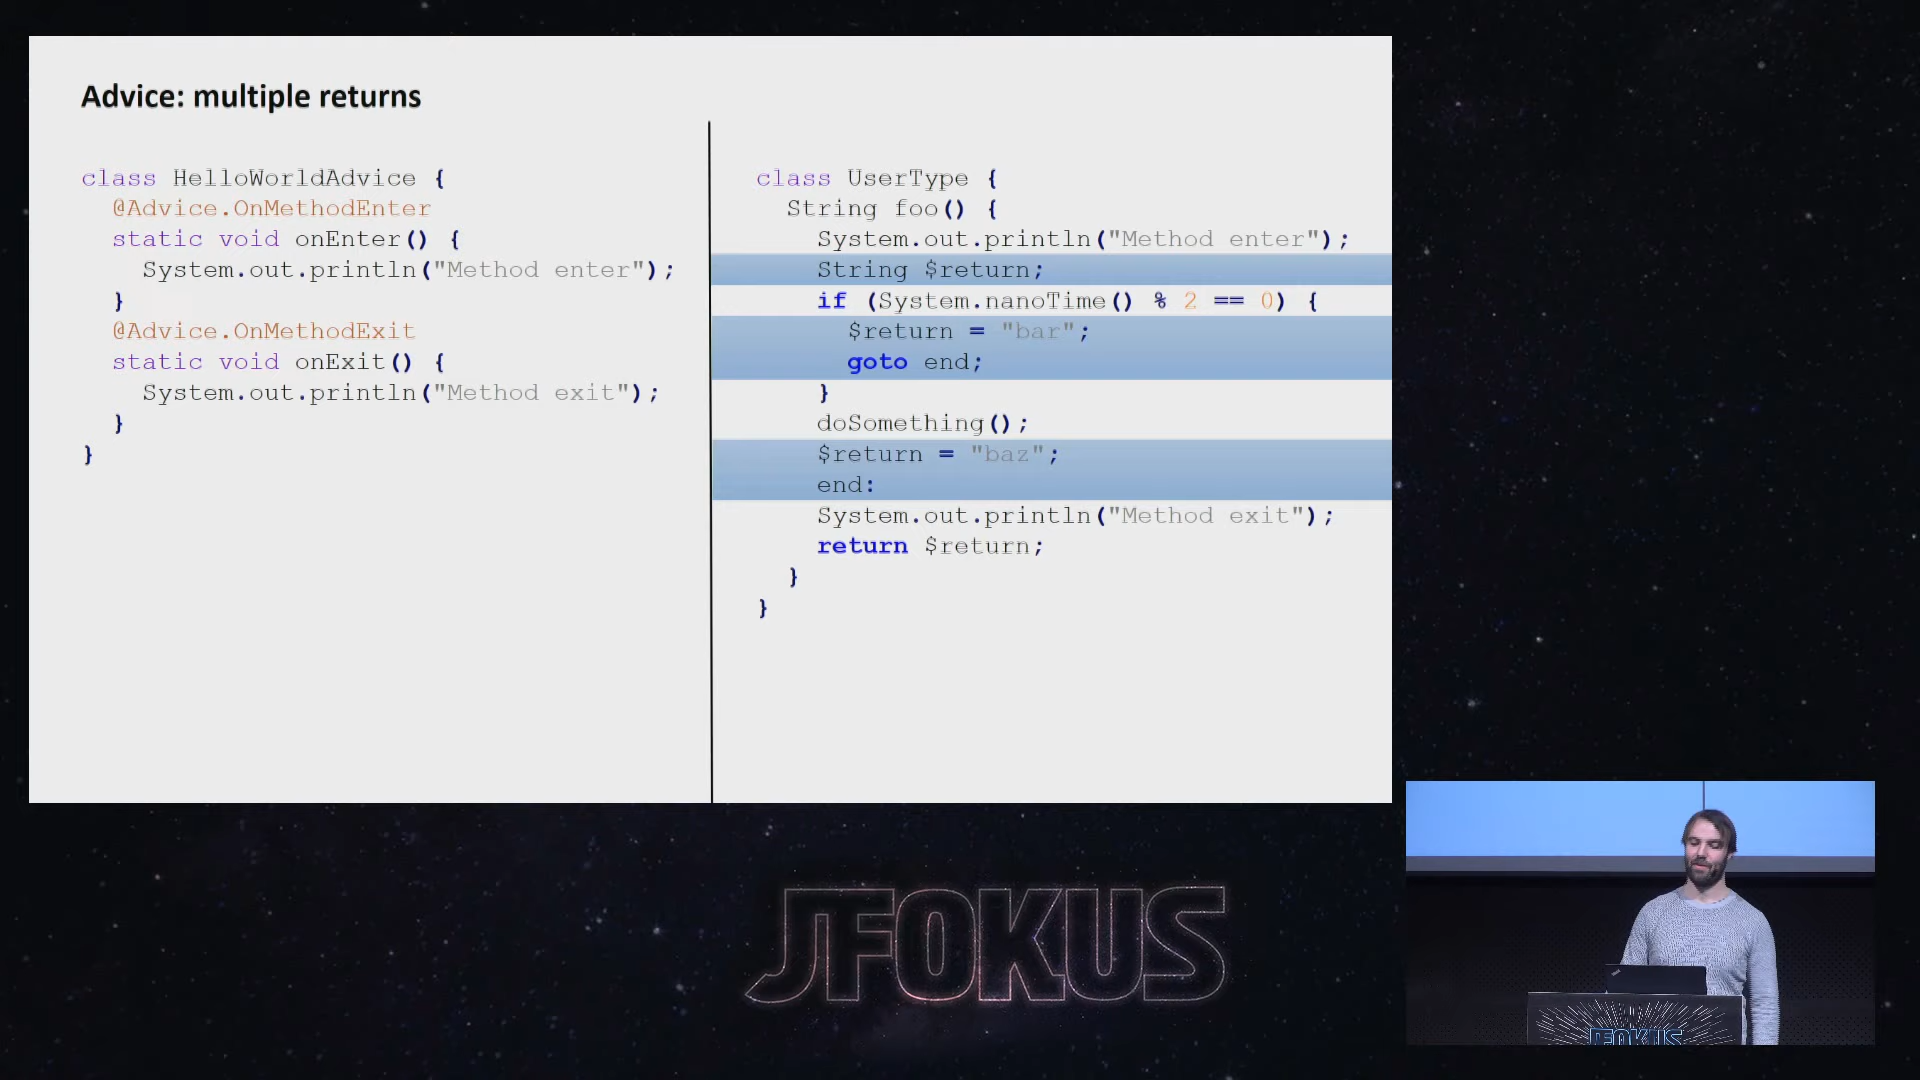 Advice: multiple returns
class HelloWorldAdvice {
  @Advice.OnMethodEnter
  static void onEnter() {
    System.out.println("Method enter");
  }
  @Advice.OnMethodExit
  static void onExit() {
    System.out.println("Method exit");
  }
}
class UserType {
  String foo() {
    System.out.println("Method enter");
    String $return;
    if (System.nanoTime() % 2 == 0) {
      $return = "bar";
      goto end;
    }
    doSomething();
    $return = "baz";
    end:
    System.out.println("Method exit");
    return $return;
  }
}
JFOKUS
JFOKUS